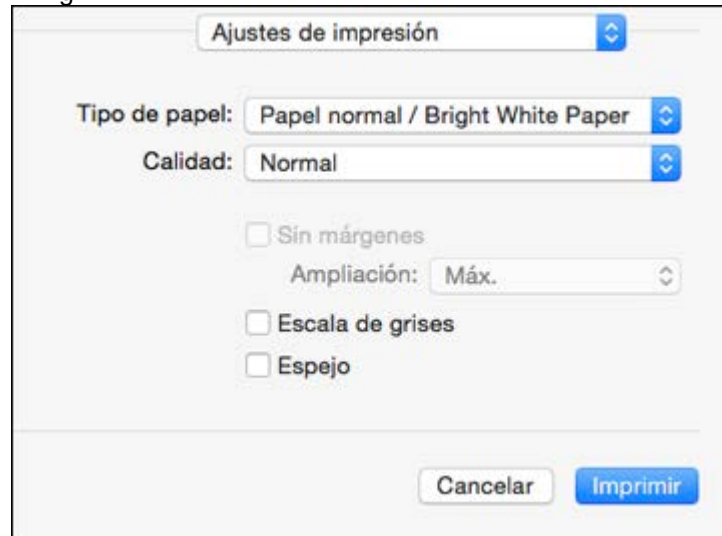 Ajustes de impresión
Tipo de papel: Papel normal / Bright White Paper
Calidad: Normal
Sin márgenes
Ampliación: Máx.
Escala de grises
Espejo
Cancelar Imprimir